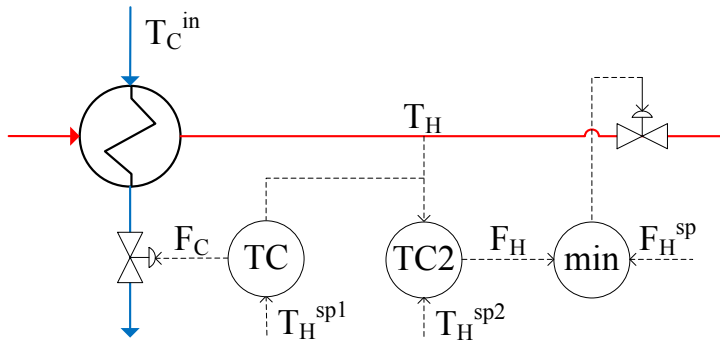 T_C^in
T_H
F_C
TC
TC2
F_H
min
F_H^sp
T_H^sp1
T_H^sp2